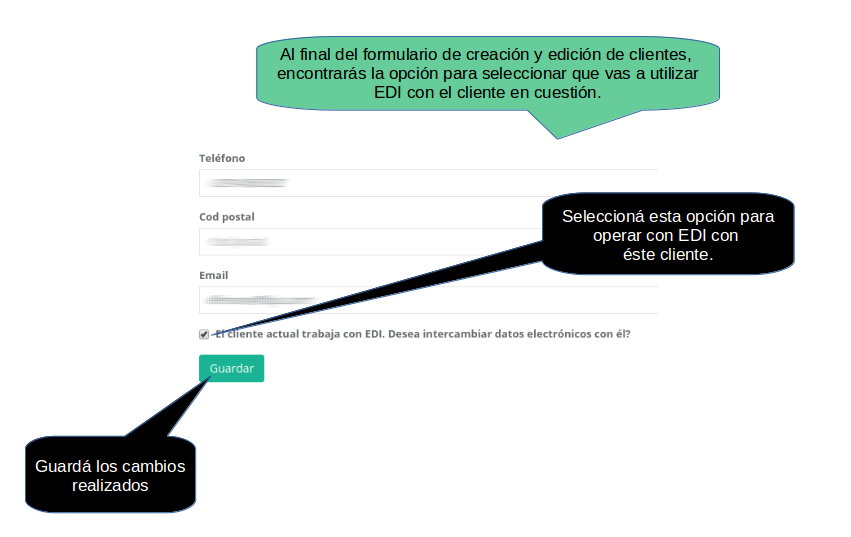 Al final del formulario de creación y edición de clientes,
encontrarás la opción para seleccionar que vas a utilizar
EDI con el cliente en cuestión.
Teléfono
Cod postal
Seleccioná esta opción para
operar con EDI con
éste cliente.
Email
El cliente actual trabaja con EDI. Desea intercambiar datos electrónicos con él?
Guardar
Guardá los cambios
realizados